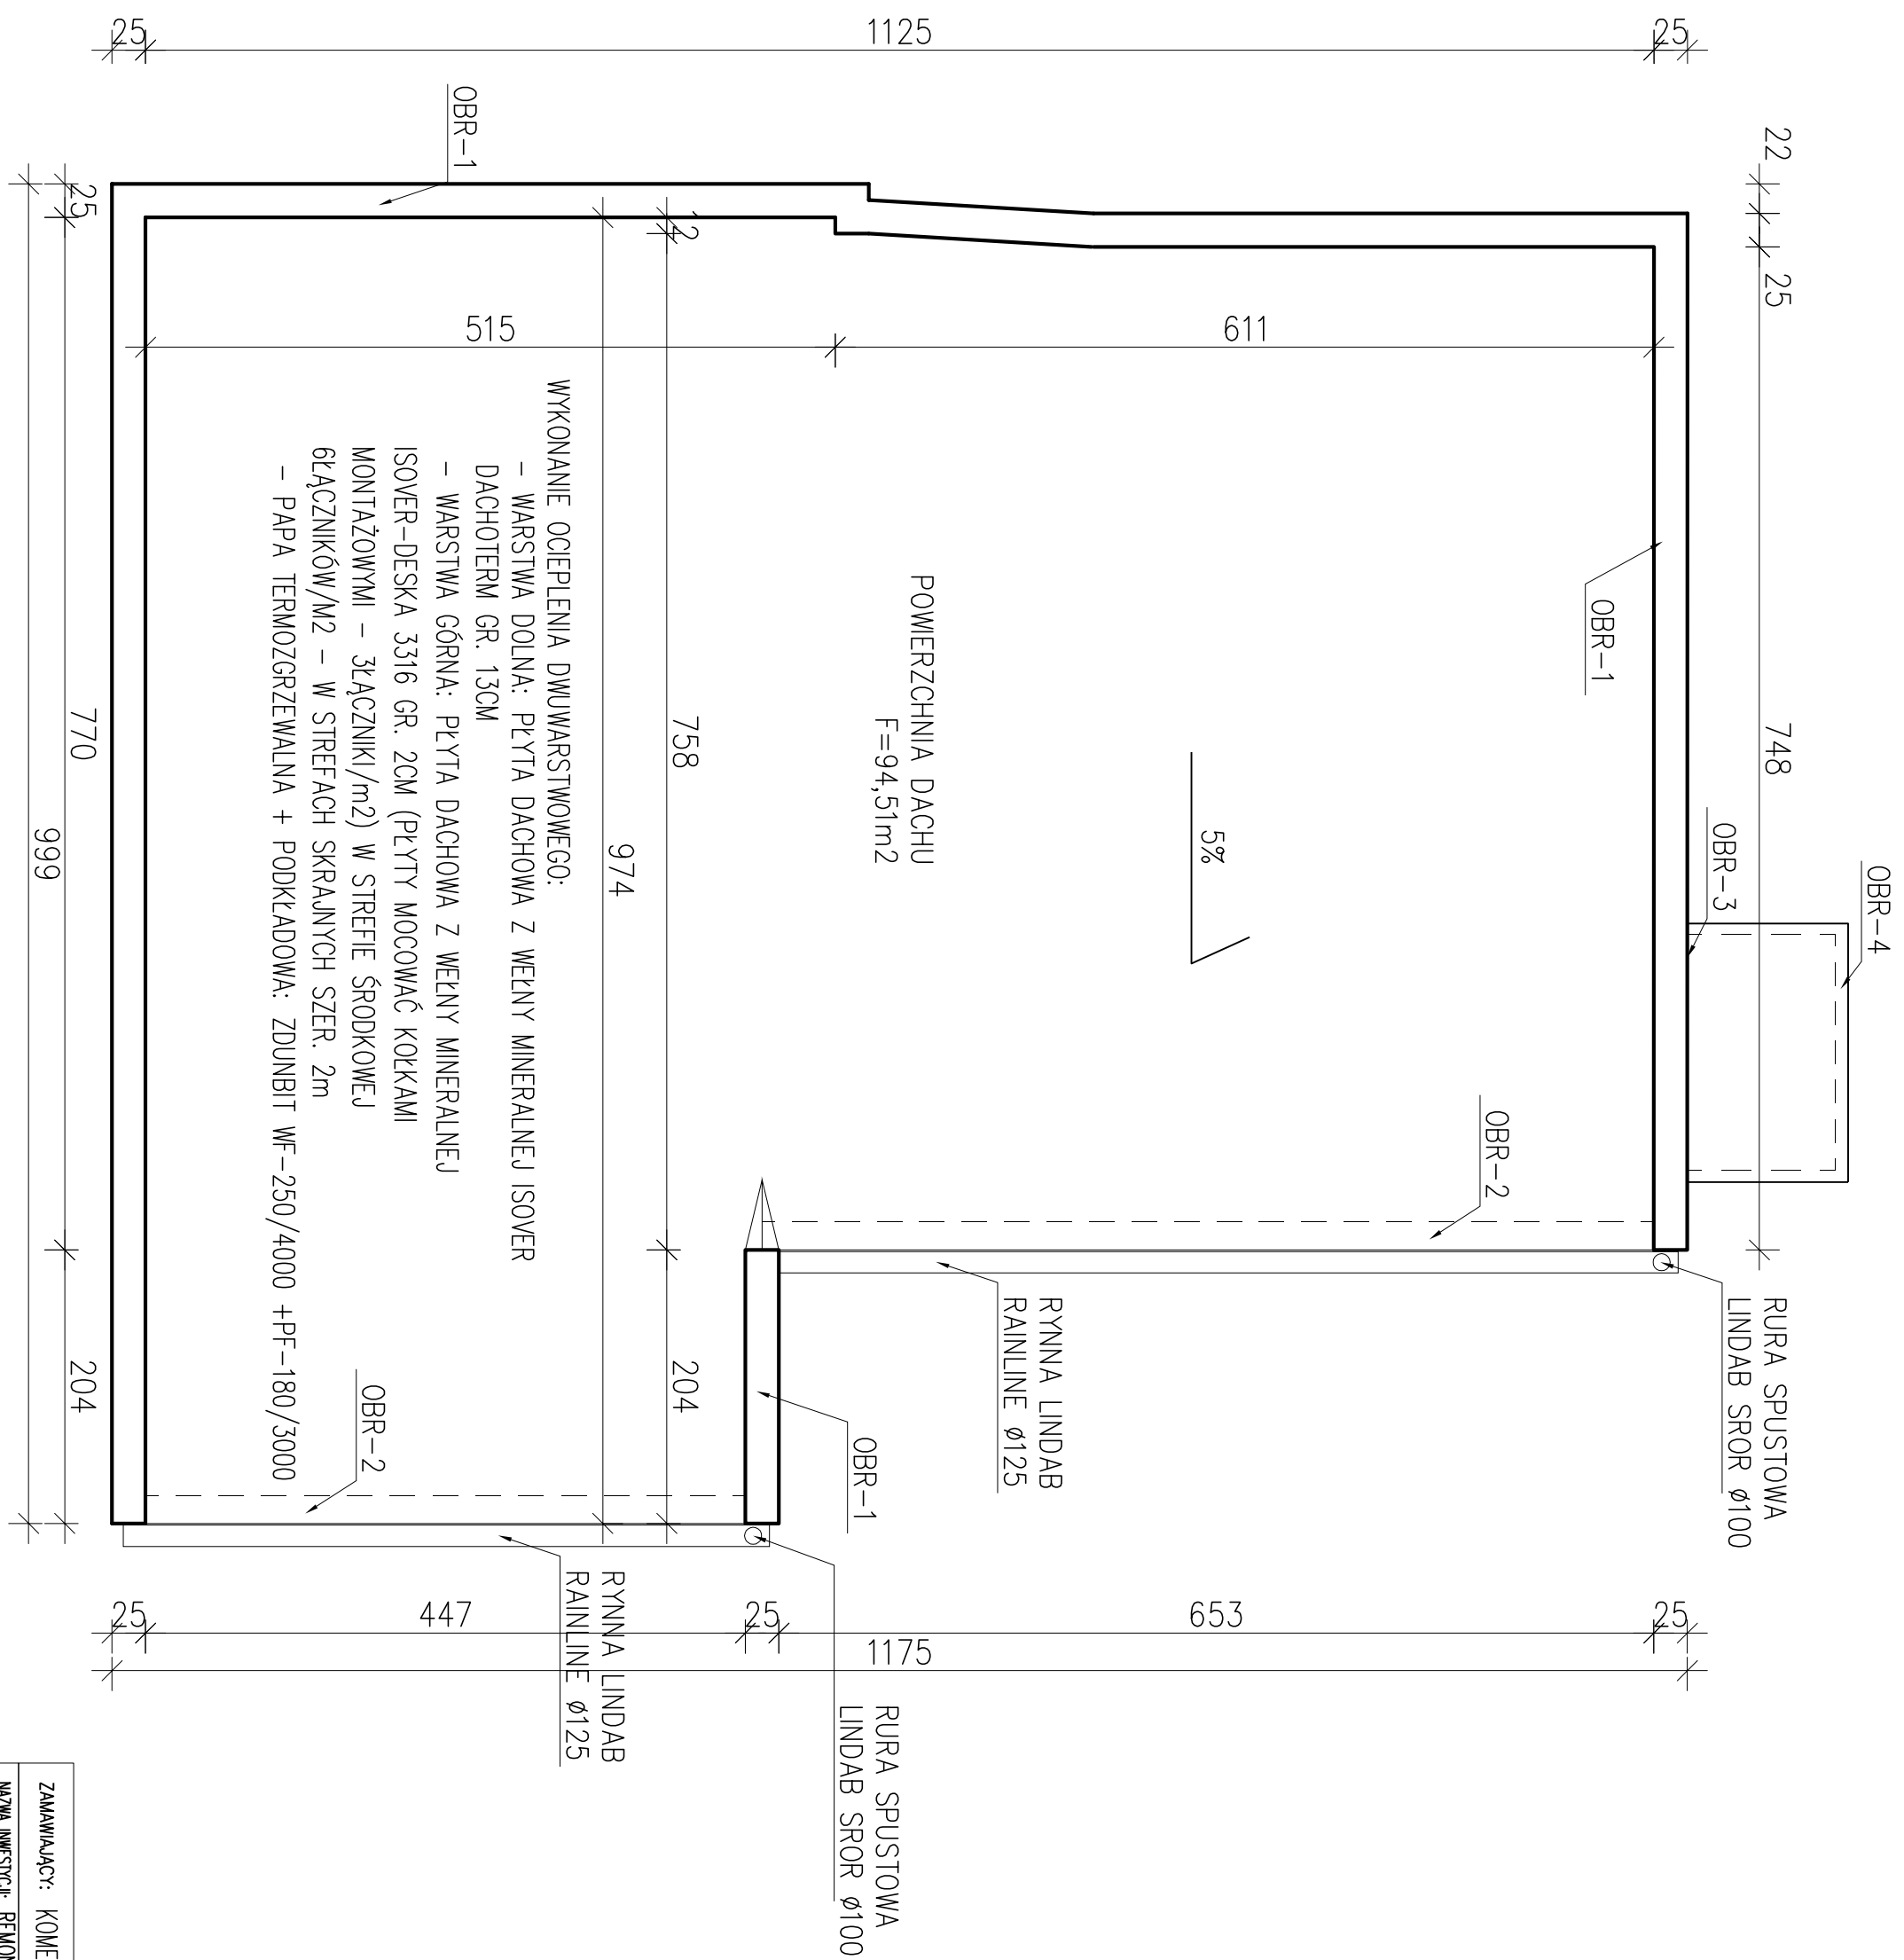 25
1125
25
22
25
748
OBR-4
OBR-3
OBR-1
OBR-1
611
515
25
12
5%
POWIERZCHNIA DACHU
F=94,51m2
WYKONANIE OCIEPLENIA DWUWARSTWOWEGO:
- WARSTWA DOLNA: PŁYTA DACHOWA Z WEŁNY MINERALNEJ ISOVER
DACHOTERM GR. 13CM
- WARSTWA GÓRNA: PŁYTA DACHOWA Z WEŁNY MINERALNEJ
ISOVER-DESKA 3316 GR. 2CM (PŁYTY MOCOWAĆ KOŁKAMI
MONTAŻOWYMI - 3ŁĄCZNIKI/m2) W STREFIE ŚRODKOWEJ
6ŁĄCZNIKÓW/M2 - W STREFACH SKRAJNYCH SZER. 2m
- PAPA TERMOZGRZEWALNA + PODKŁADOWA: ZDUNBIT WF-250/4000 +PF-180/3000
758
974
770
999
204
204
OBR-2
OBR-2
OBR-1
RURA SPUSTOWA
LINDAB SROR Ø100
RYNNA LINDAB
RAINLINE Ø125
RYNNA LINDAB
RAINLINE Ø125
RURA SPUSTOWA
LINDAB SROR Ø100
25
447
25
653
25
1175
ZAMAWIAJĄCY:
NAZWA INWESTYCJI: